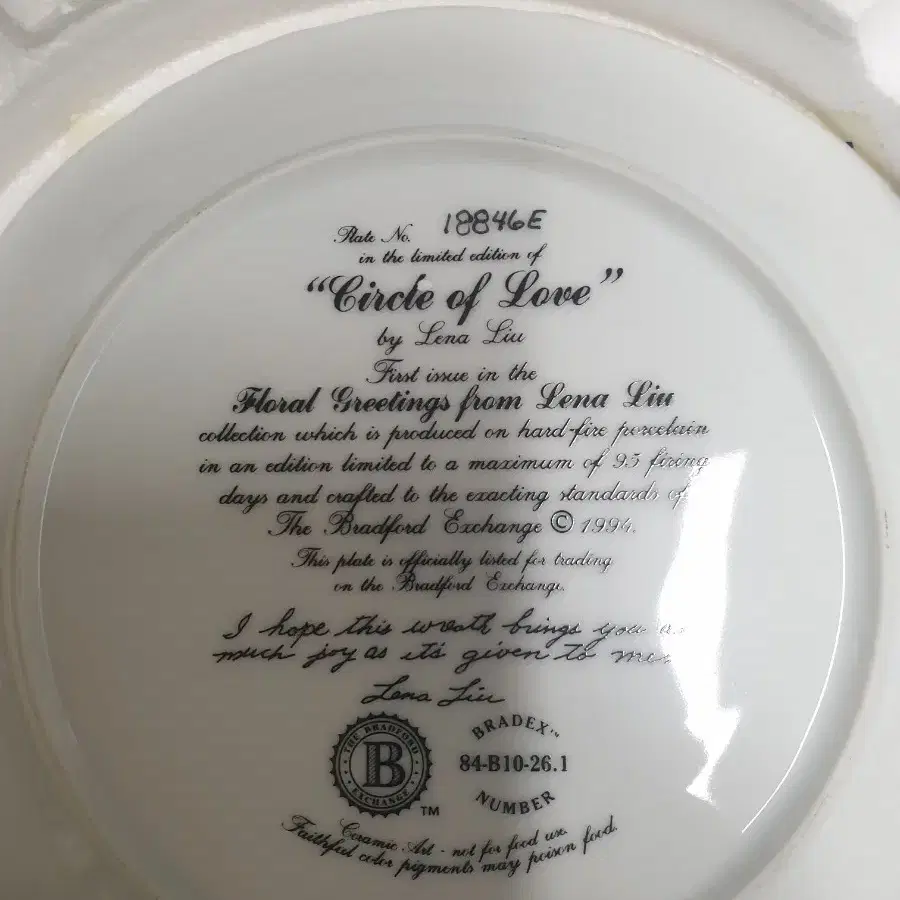 Plate No. 18846E
in the limited edition of
“Circle of Love”
by Lena Liu
First issue in the
Floral Greetings from Lena Liu
collection which is produced on hard-fire porcelain
in an edition limited to a maximum of 95 firing
days and crafted to the exacting standards of
The Bradford Exchange © 1994.
This plate is officially listed for trading
on the Bradford Exchange.
I hope this wreath brings you as
much joy as its given to me
Lena Liu
THE BRADFORD
B
EXCHANGE
TM
BRADEX™
84-B10-26.1
NUMBER
Ceramic Art - not for food use.
Faithful color pigments may poison food.